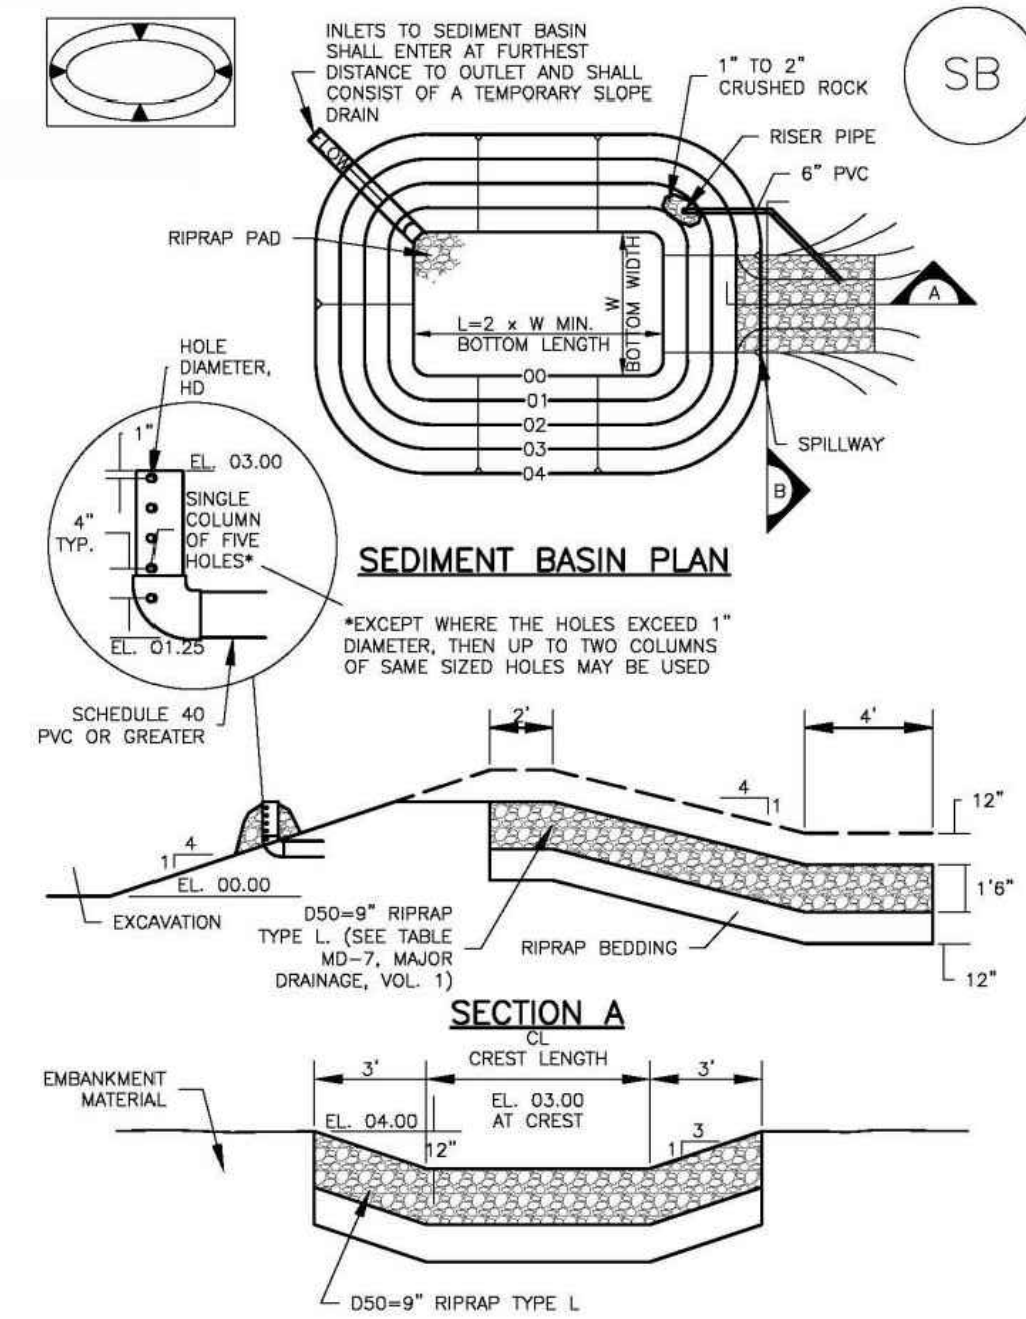 INLETS TO SEDIMENT BASIN
SHALL ENTER AT FURTHEST
DISTANCE TO OUTLET AND SHALL
CONSIST OF A TEMPORARY SLOPE
DRAIN
1" TO 2"
CRUSHED ROCK
SB
RISER PIPE
6" PVC
FLOW
RIPRAP PAD
W
BOTTOM WIDTH
L=2 x W MIN.
BOTTOM LENGTH
A
00
01
02
03
04
SPILLWAY
B
HOLE
DIAMETER,
HD
1"
EL. 03.00
4"
TYP.
SINGLE
COLUMN
OF FIVE
HOLES*
EL. 01.25
SEDIMENT BASIN PLAN
*EXCEPT WHERE THE HOLES EXCEED 1"
DIAMETER, THEN UP TO TWO COLUMNS
OF SAME SIZED HOLES MAY BE USED
SCHEDULE 40
PVC OR GREATER
2'
4'
4
1
12"
4
1
EL. 00.00
1'6"
EXCAVATION
D50=9" RIPRAP
TYPE L. (SEE TABLE
MD-7, MAJOR
DRAINAGE, VOL. 1)
RIPRAP BEDDING
12"
SECTION A
CL
CREST LENGTH
3'
3'
EMBANKMENT
MATERIAL
EL. 04.00
EL. 03.00
AT CREST
12"
3
1
D50=9" RIPRAP TYPE L